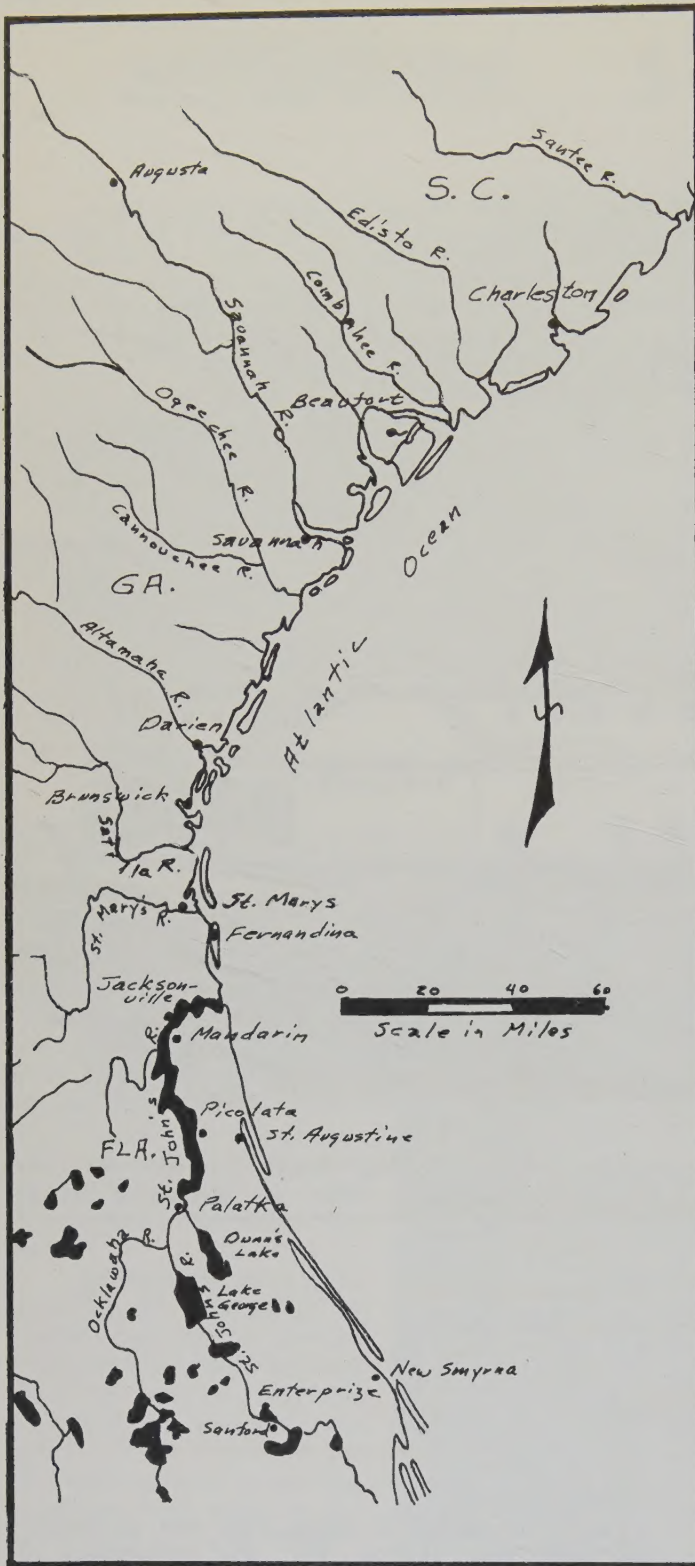 Santee R.
Augusta
S.C.
Edisto R.
Combahee R.
Charleston
Savannah R.
Ogeechee R.
Beaufort
Cannouchee R.
Savannah
Atlantic Ocean
GA.
Altamaha R.
Darien
Brunswick
Satilla R.
St. Mary's R.
St. Marys
Fernandina
Jackson-
ville
0 20 40 60
Scale in Miles
Mandarin
St. John's R.
Picolata
St. Augustine
FLA.
Palatka
Dunn's
Lake
Ocklawaha R.
Lake
George
St. Johns R.
New Smyrna
Enterprize
Sanford